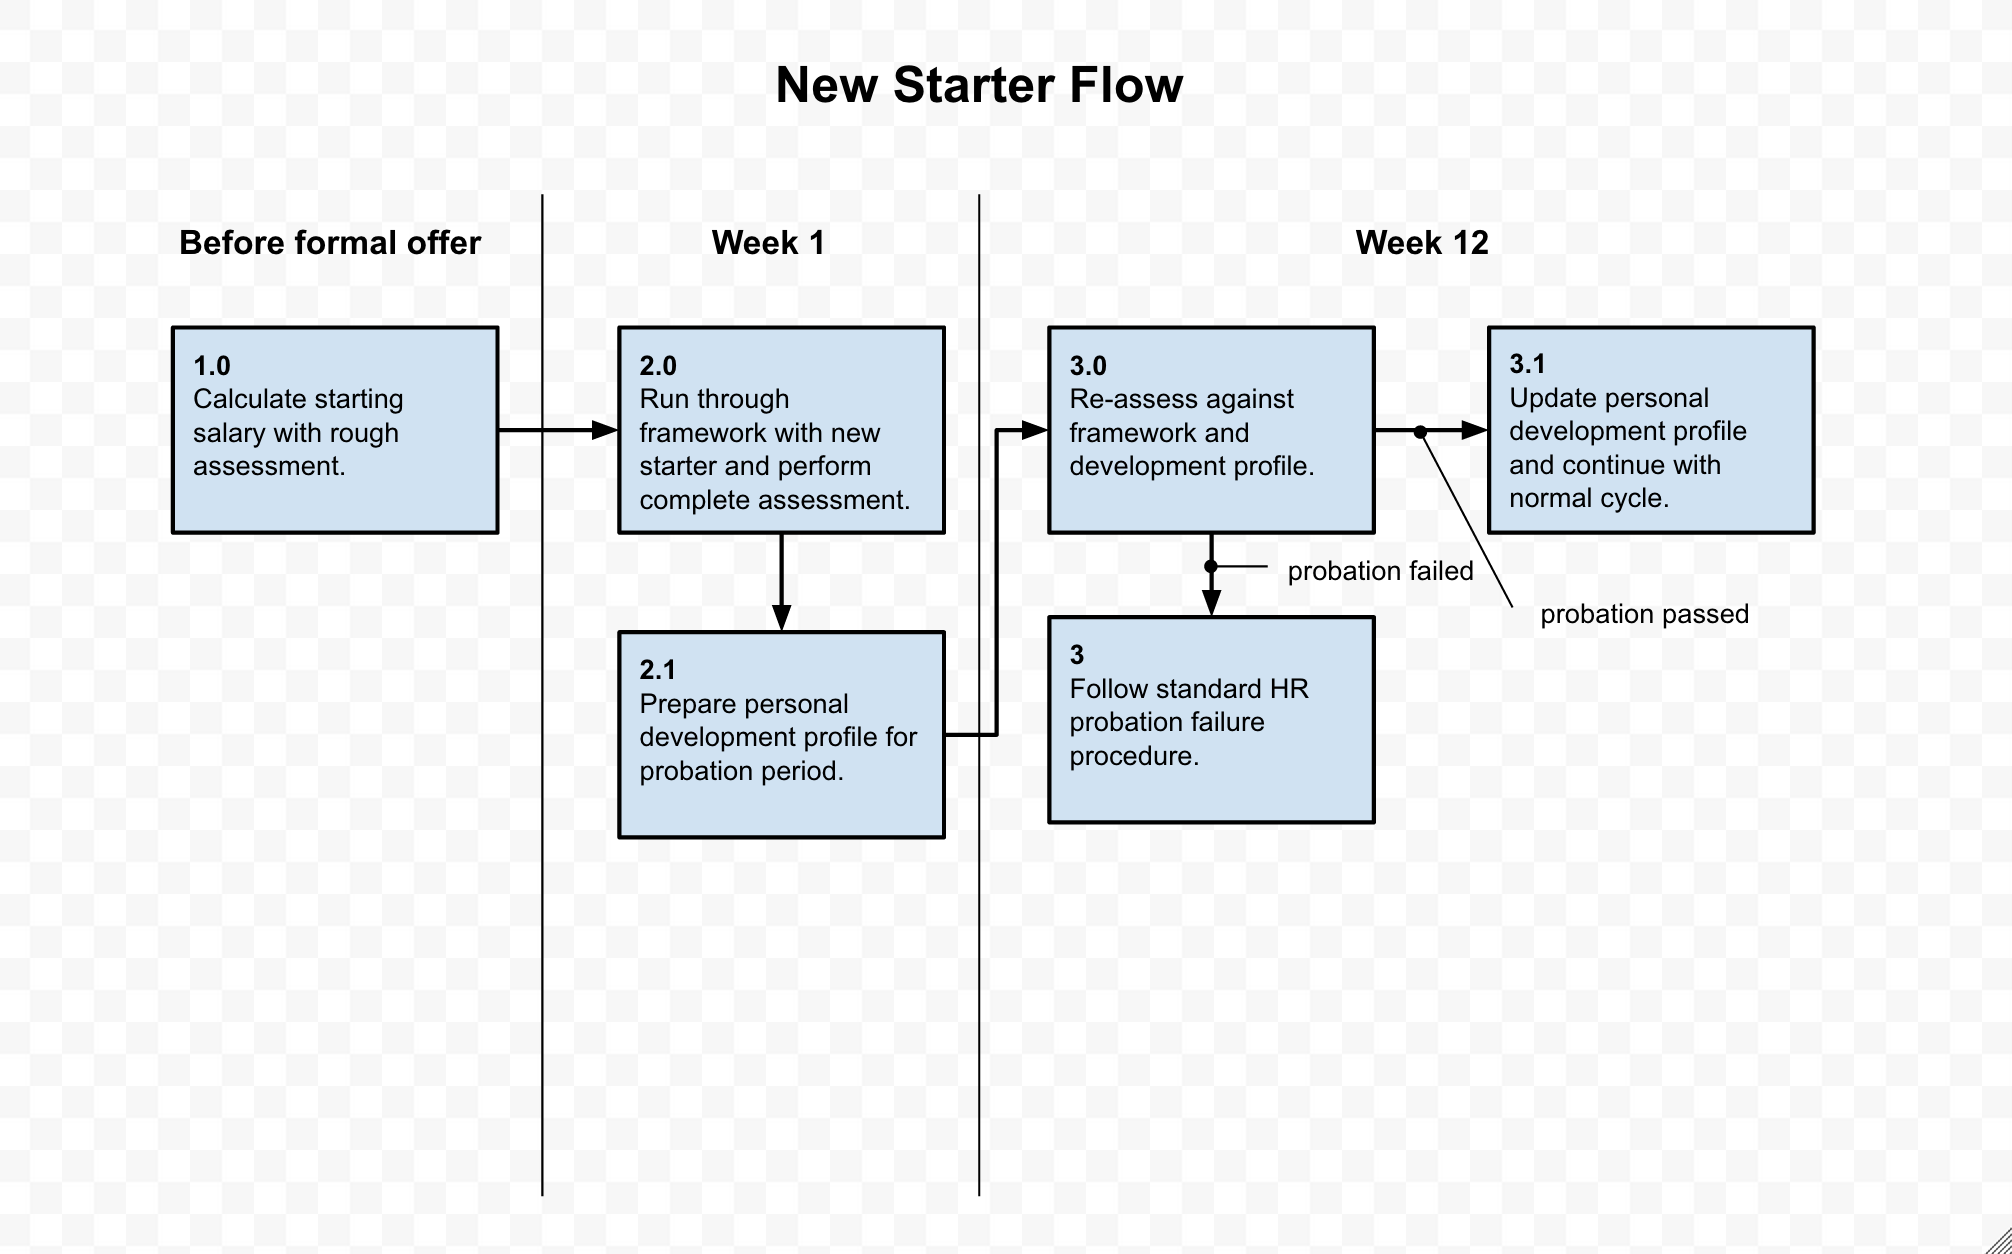 New Starter Flow
Before formal offer
Week 1
Week 12
1.0
Calculate starting
salary with rough
assessment.
2.0
Run through
framework with new
starter and perform
complete assessment.
2.1
Prepare personal
development profile for
probation period.
3.0
Re-assess against
framework and
development profile.
3.1
Update personal
development profile
and continue with
normal cycle.
probation failed
probation passed
3
Follow standard HR
probation failure
procedure.